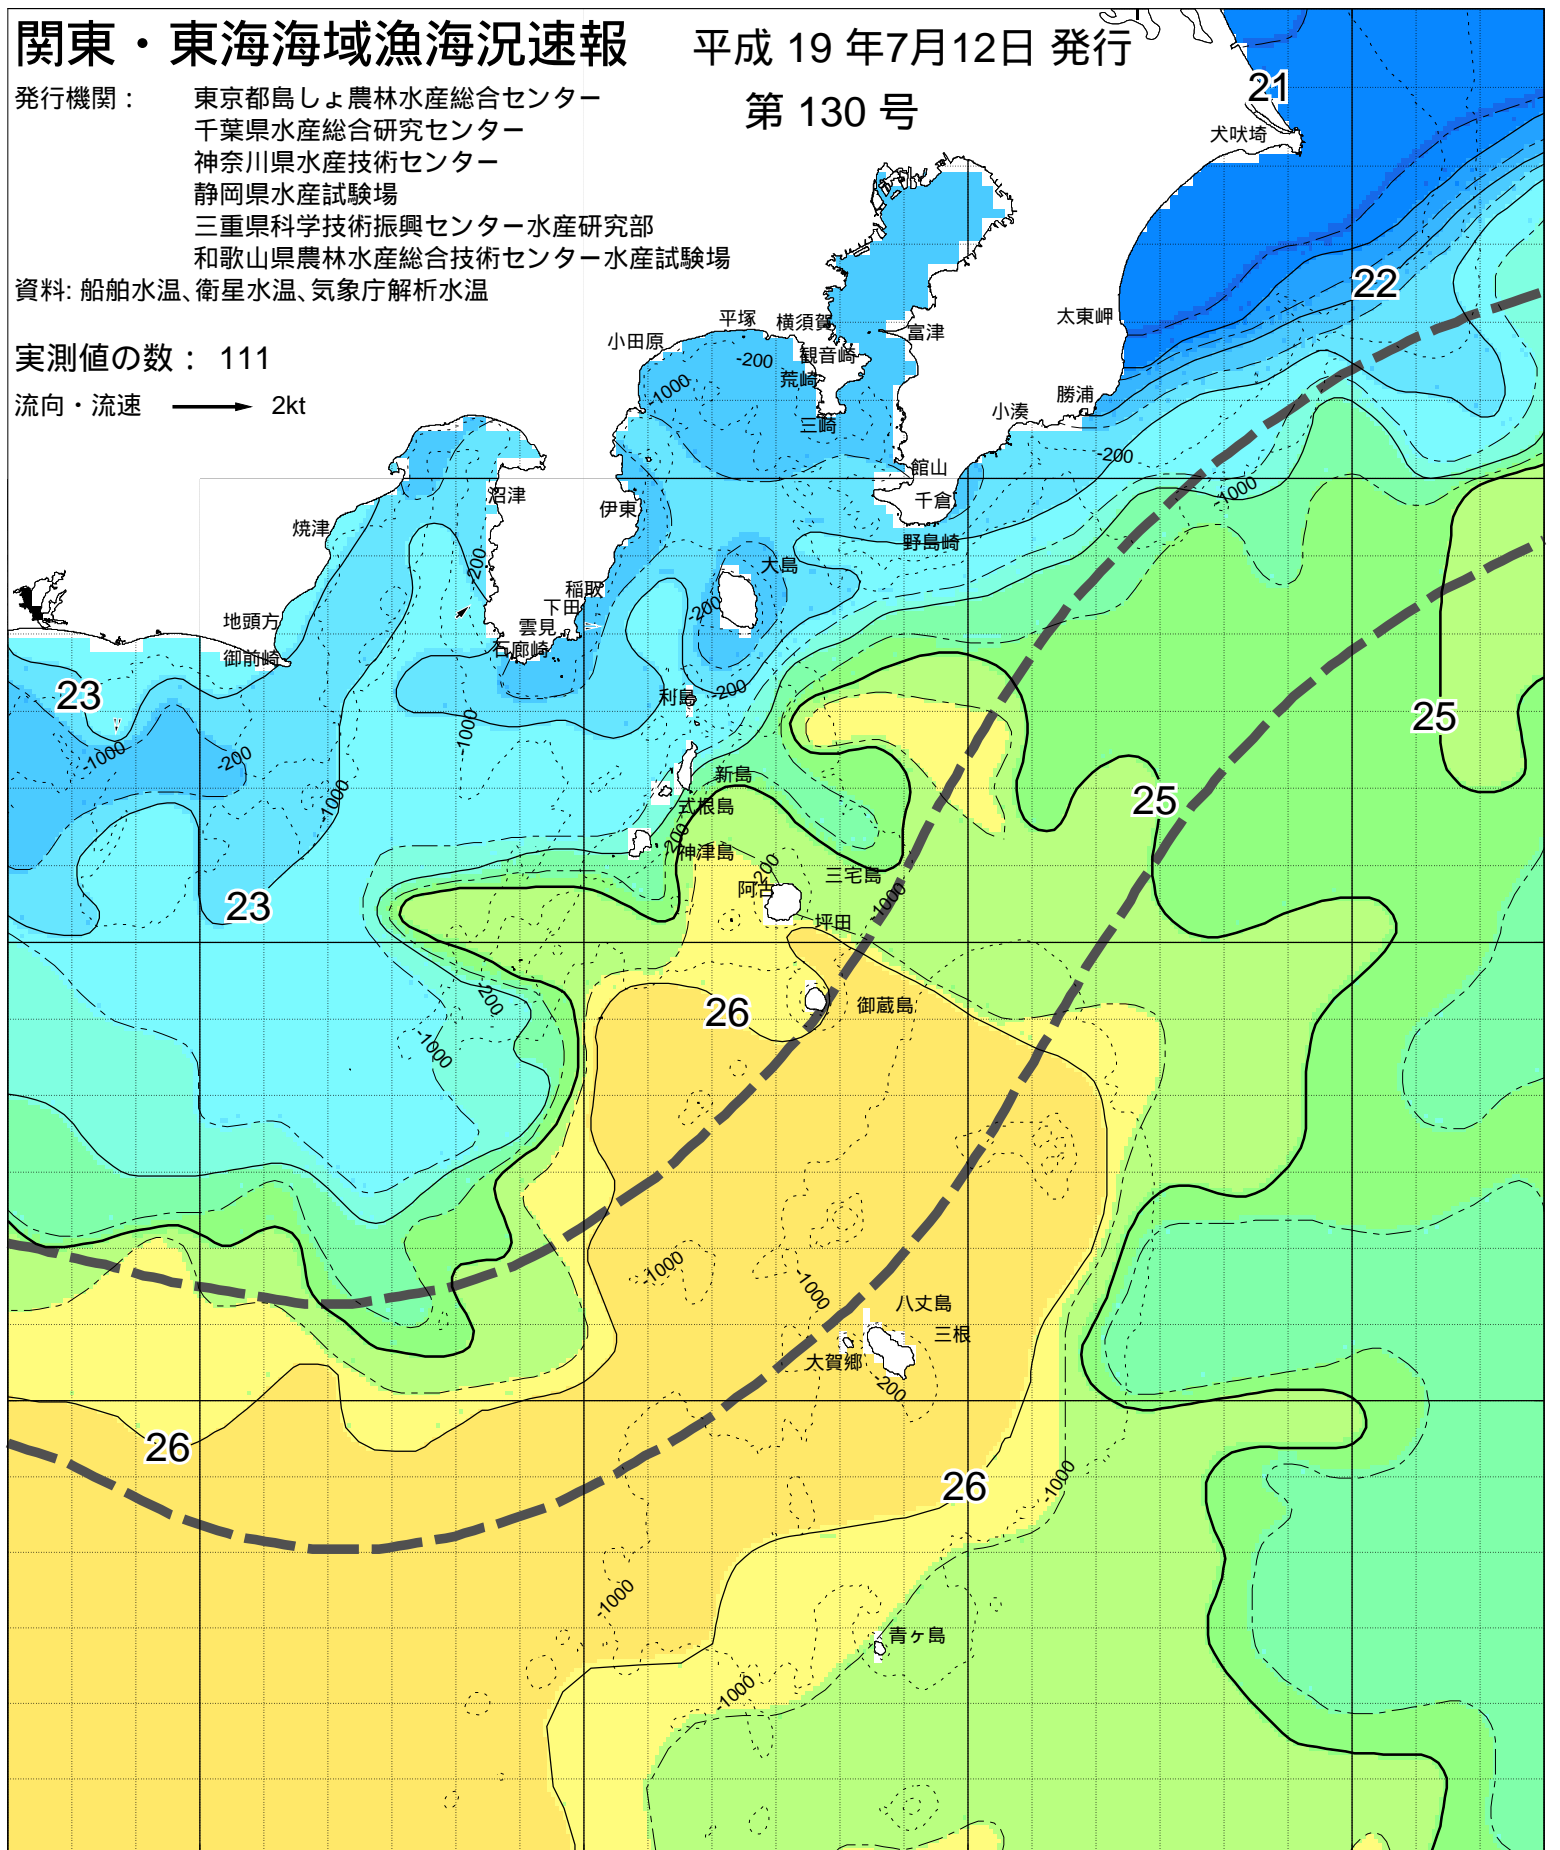 関東・東海海域漁海況速報
平成 19 年7月12日 発行
第 130 号
発行機関： 東京都島しょ農林水産総合センター
千葉県水産総合研究センター
神奈川県水産技術センター
静岡県水産試験場
三重県科学技術振興センター水産研究部
和歌山県農林水産総合技術センター水産試験場
資料: 船舶水温、衛星水温、気象庁解析水温
実測値の数： 111
流向・流速 2kt
21
犬吠埼
22
太東岬
平塚
横須賀
富津
小田原
観音崎
-200
荒崎
-1000
勝浦
小湊
三崎
-200
館山
沼津
千倉
-1000
伊東
焼津
野島崎
-200
大島
稲取
下田
-200
地頭方
雲見
石廊崎
御前崎
23
利島
-200
25
-1000
-200
-1000
新島
-1000
25
式根島
-200
神津島
-200
三宅島
阿古
-1000
23
坪田
-200
26
御蔵島
-1000
-1000
-1000
八丈島
三根
大賀郷
-200
26
26
-1000
-1000
青ヶ島
-1000